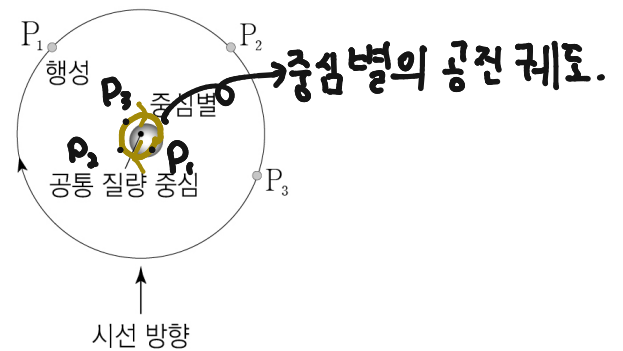 P₁
P₂
행성
중심별의 공전 궤도.
P₃
중심별
P₂
P₁
공통 질량 중심
P₃
시선 방향